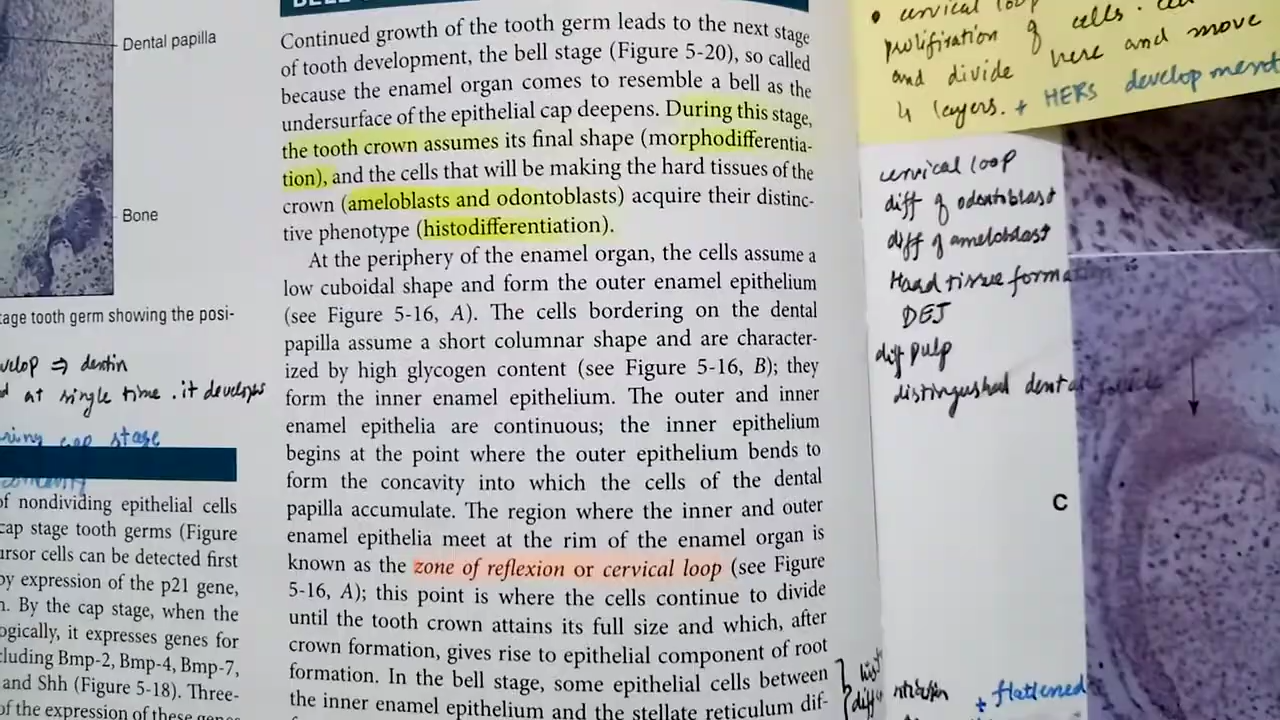 Dental papilla
Bone
tage tooth germ showing the posi-
velop ⇒ dentin
at single time . it develops
ring cap stage
of nondividing epithelial cells
cap stage tooth germs (Figure
ursor cells can be detected first
by expression of the p21 gene,
n. By the cap stage, when the
ogically, it expresses genes for
cluding Bmp-2, Bmp-4, Bmp-7,
and Shh (Figure 5-18). Three-
of the expression of these genes
Continued growth of the tooth germ leads to the next stage
of tooth development, the bell stage (Figure 5-20), so called
because the enamel organ comes to resemble a bell as the
undersurface of the epithelial cap deepens. During this stage,
the tooth crown assumes its final shape (morphodifferentia-
tion), and the cells that will be making the hard tissues of the
crown (ameloblasts and odontoblasts) acquire their distinc-
tive phenotype (histodifferentiation).
At the periphery of the enamel organ, the cells assume a
low cuboidal shape and form the outer enamel epithelium
(see Figure 5-16, A). The cells bordering on the dental
papilla assume a short columnar shape and are character-
ized by high glycogen content (see Figure 5-16, B); they
form the inner enamel epithelium. The outer and inner
enamel epithelia are continuous; the inner epithelium
begins at the point where the outer epithelium bends to
form the concavity into which the cells of the dental
papilla accumulate. The region where the inner and outer
enamel epithelia meet at the rim of the enamel organ is
known as the zone of reflexion or cervical loop (see Figure
5-16, A); this point is where the cells continue to divide
until the tooth crown attains its full size and which, after
crown formation, gives rise to epithelial component of root
formation. In the bell stage, some epithelial cells between
the inner enamel epithelium and the stellate reticulum dif-
• cervical loop
prolifiration of cells.
and divide here and move
4 layers. + HERS development
cervical loop
diff of odontoblast
diff of ameloblast
Hard tissue forma
DEJ
diff pulp
distingushed dental follicle
C
+ flattened